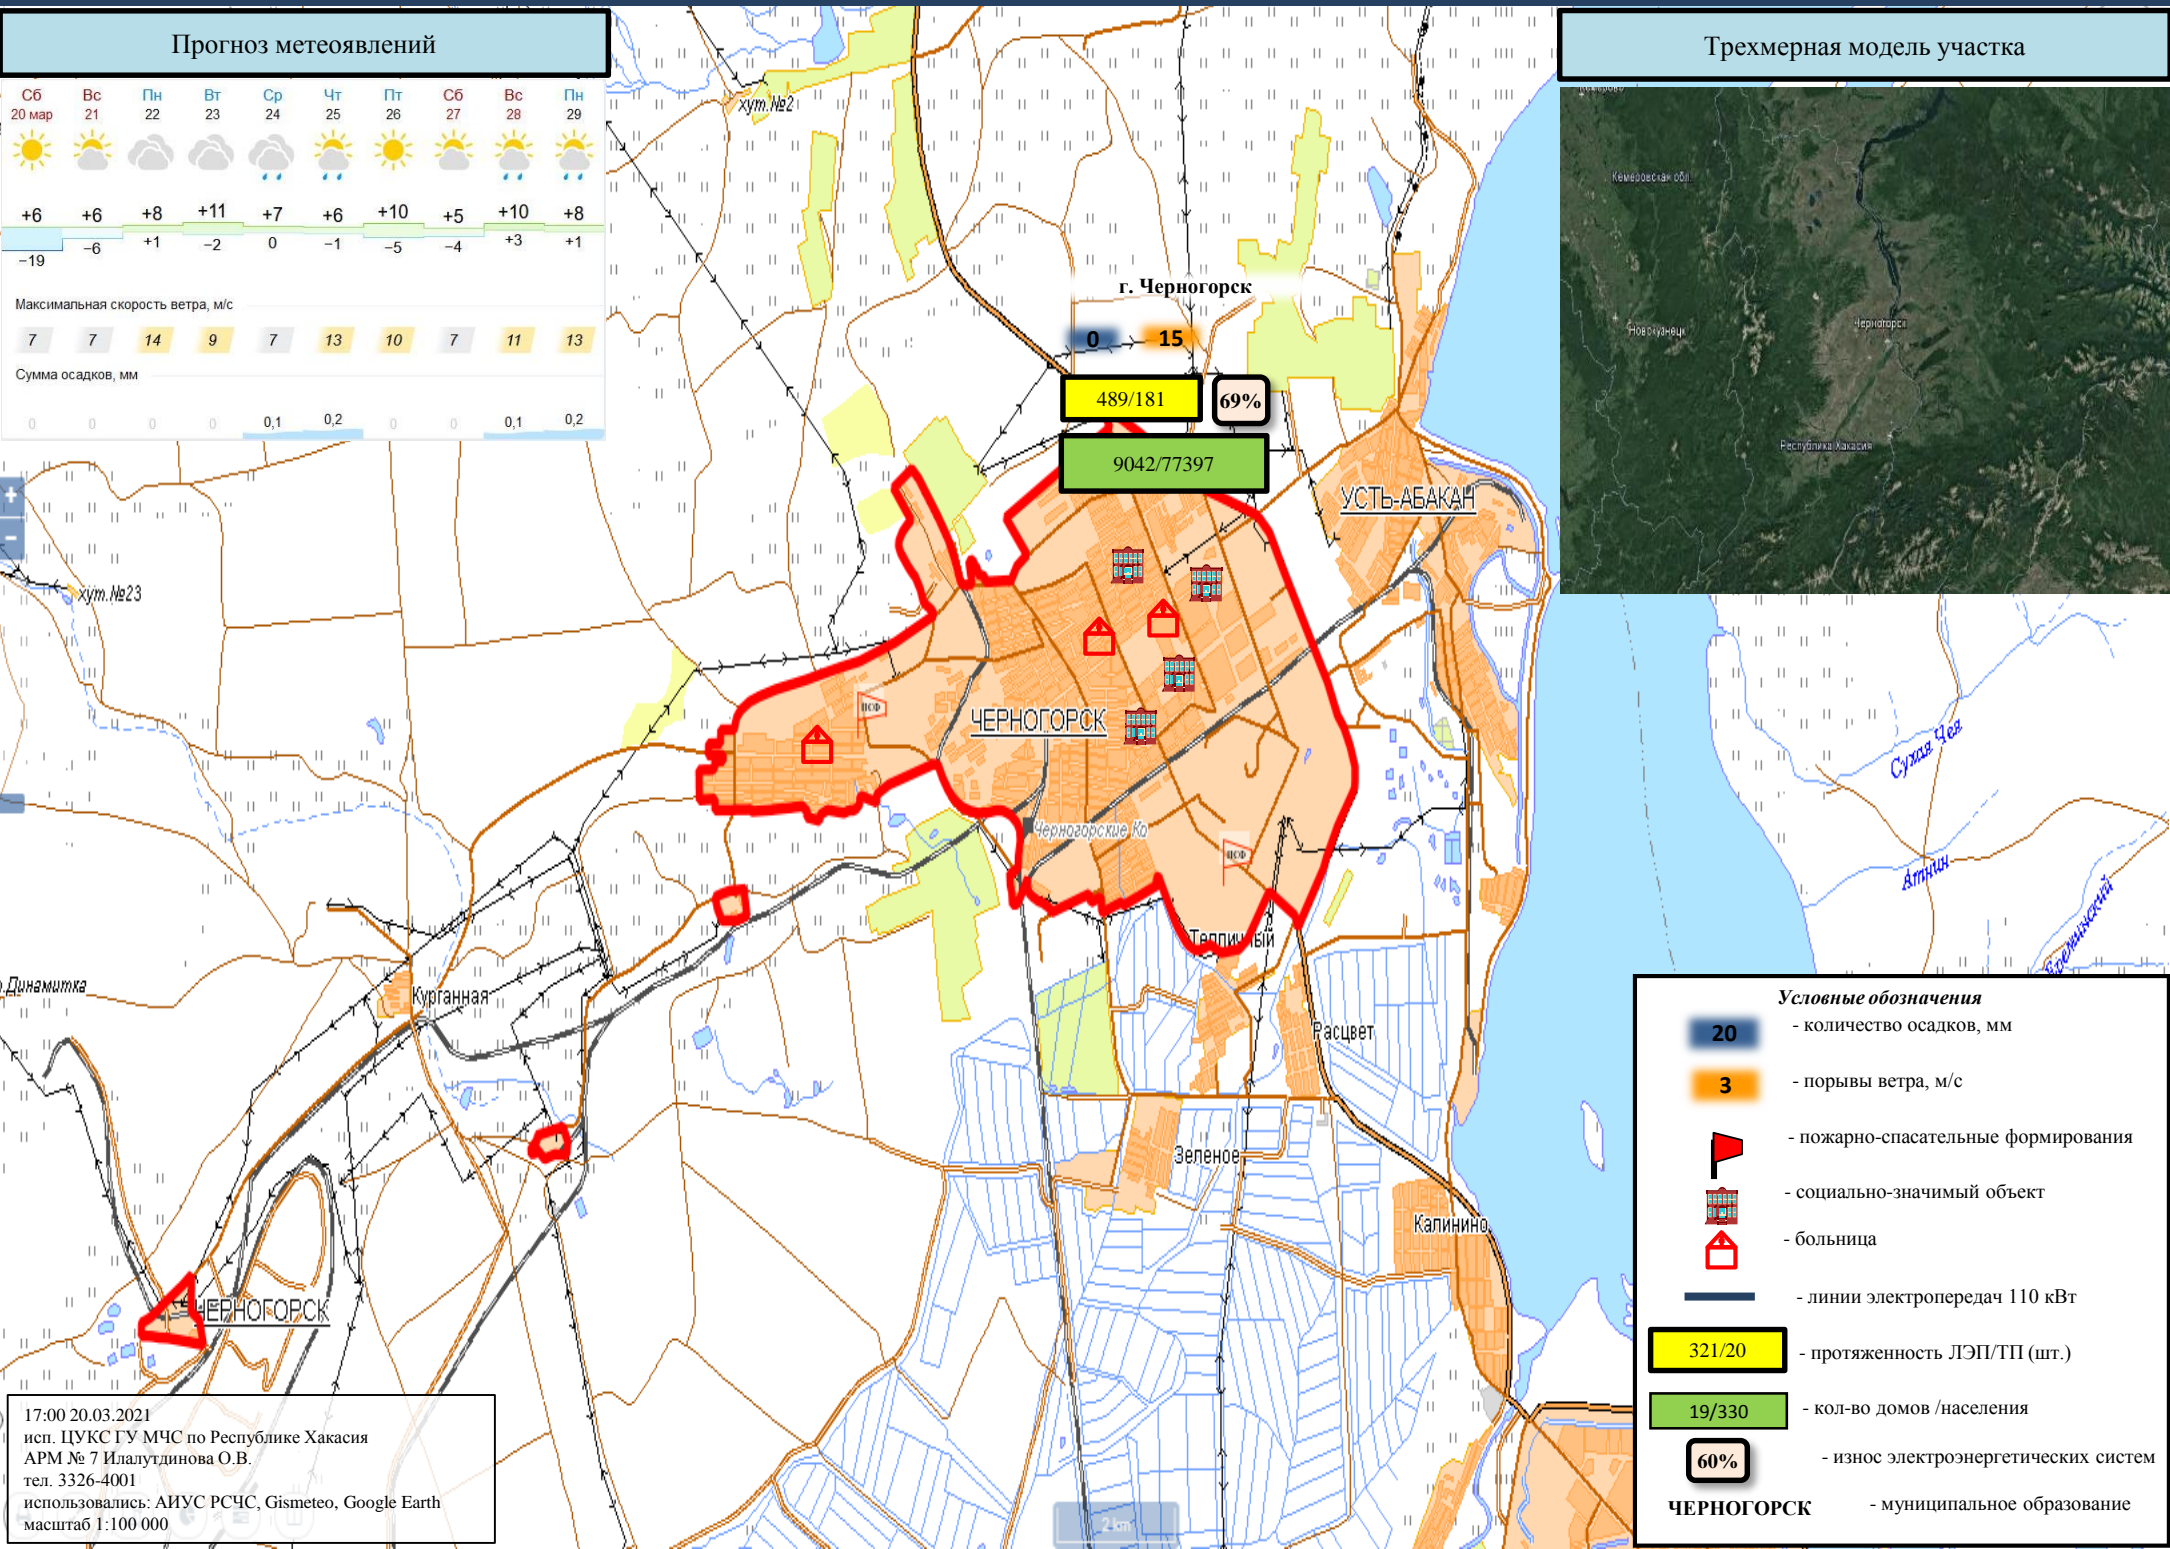 Прогноз метеоявлений
Сб Вс Пн Вт Ср Чт Пт Сб Вс Пн
20 мар 21 22 23 24 25 26 27 28 29
+6 +6 +8 +11 +7 +6 +10 +5 +10 +8
−19 −6 +1 −2 0 −1 −5 −4 +3 +1
Максимальная скорость ветра, м/с
7 7 14 9 7 13 10 7 11 13
Сумма осадков, мм
0 0 0 0 0,1 0,2 0 0 0,1 0,2
Трехмерная модель участка
Кемерово
Кемеровская обл.
Новокузнецк
Черногорск
Республика Хакасия
хут.№2
г. Черногорск
0 15
489/181 69%
9042/77397
УСТЬ-АБАКАН
+
-
хут.№23
ПСФ
ЧЕРНОГОРСК
Черногорские Ко
ПСФ
Тепличный
Сухая Чея
Атнин
Динамитка
Курганная
Расцвет
Зеленое
Калинино
ЧЕРНОГОРСК
2 km
Условные обозначения
20 - количество осадков, мм
3 - порывы ветра, м/с
- пожарно-спасательные формирования
- социально-значимый объект
- больница
- линии электропередач 110 кВт
321/20 - протяженность ЛЭП/ТП (шт.)
19/330 - кол-во домов /населения
60% - износ электроэнергетических систем
ЧЕРНОГОРСК - муниципальное образование
17:00 20.03.2021
исп. ЦУКС ГУ МЧС по Республике Хакасия
АРМ № 7 Илалутдинова О.В.
тел. 3326-4001
использовались: АИУС РСЧС, Gismeteo, Google Earth
масштаб 1:100 000